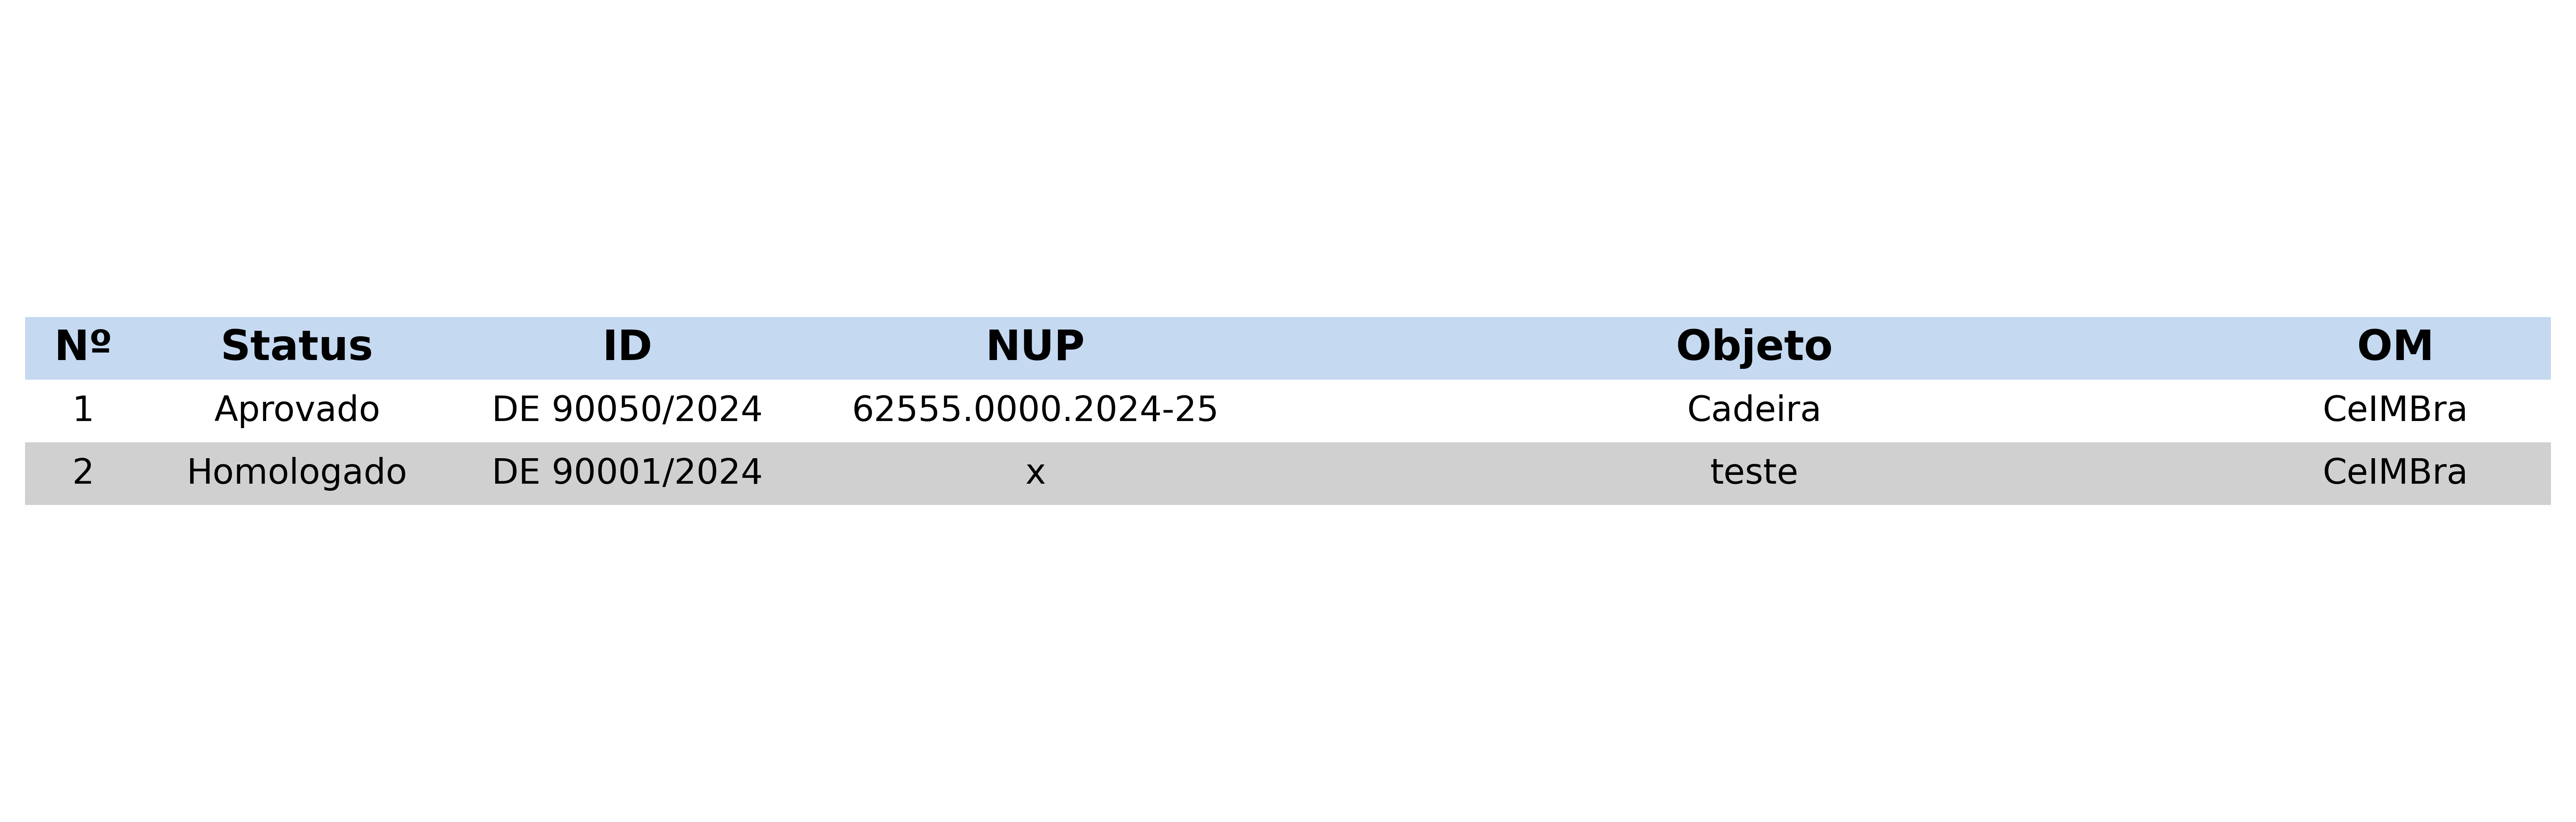 Nº Status ID NUP Objeto OM
1 Aprovado DE 90050/2024 62555.0000.2024-25 Cadeira CeIMBra
2 Homologado DE 90001/2024 x teste CeIMBra